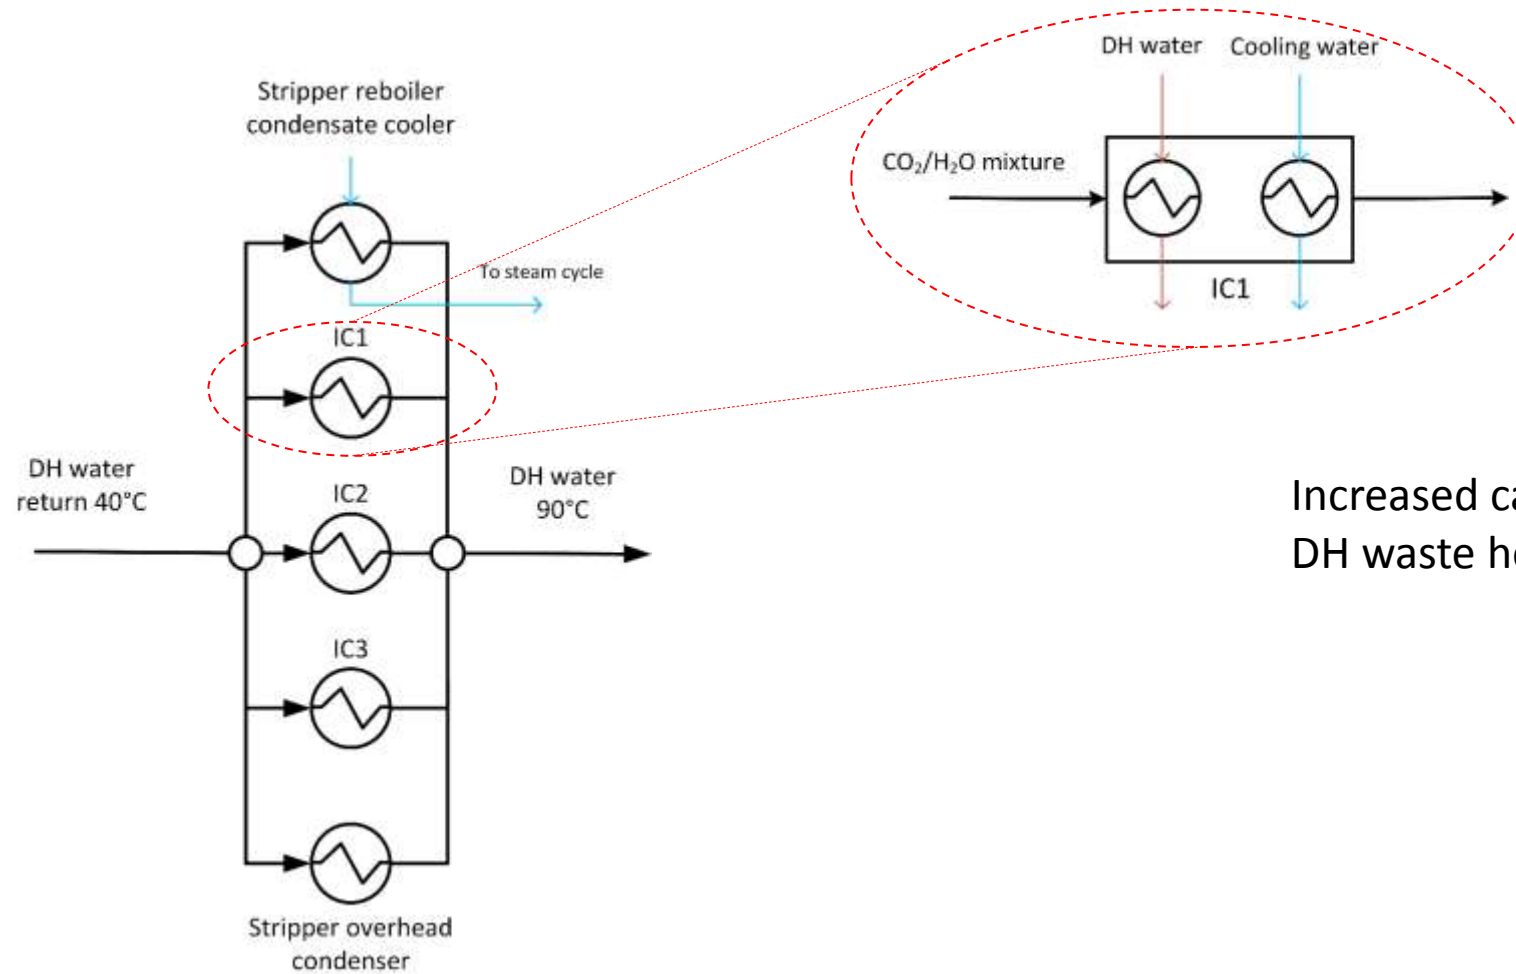 Stripper reboiler
condensate cooler
To steam cycle
IC1
DH water
return 40°C
IC2
DH water
90°C
IC3
Stripper overhead
condenser
DH water
Cooling water
CO₂/H₂O mixture
IC1
Increased
DH waste